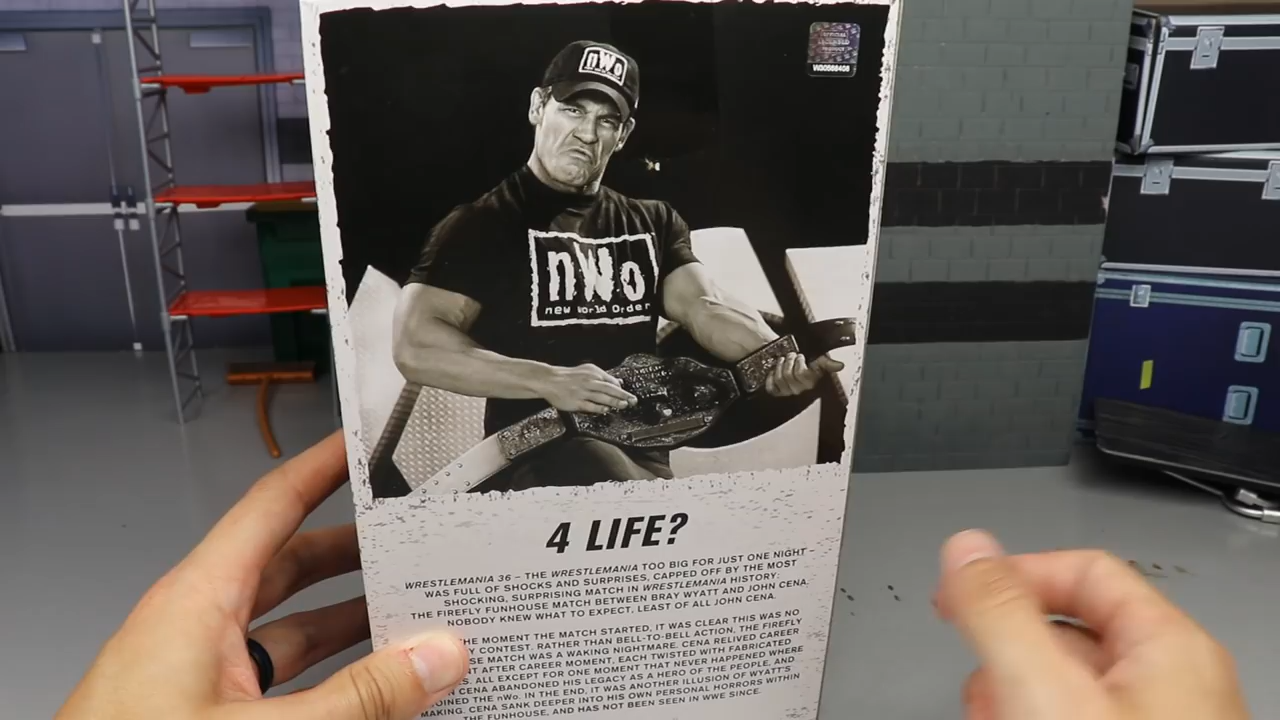 OFFICIAL
LICENSED
PRODUCT
nWo
nWo
new world Order
4 LIFE?
WRESTLEMANIA 36 – THE WRESTLEMANIA TOO BIG FOR JUST ONE NIGHT –
WAS FULL OF SHOCKS AND SURPRISES, CAPPED OFF BY THE MOST
SHOCKING, SURPRISING MATCH IN WRESTLEMANIA HISTORY:
THE FIREFLY FUNHOUSE MATCH BETWEEN BRAY WYATT AND JOHN CENA.
NOBODY KNEW WHAT TO EXPECT, LEAST OF ALL JOHN CENA.
HE MOMENT THE MATCH STARTED, IT WAS CLEAR THIS WAS NO
Y CONTEST. RATHER THAN BELL-TO-BELL ACTION, THE FIREFLY
SE MATCH WAS A WAKING NIGHTMARE. CENA RELIVED CAREER
NT AFTER CAREER MOMENT, EACH TWISTED WITH FABRICATED
S. ALL EXCEPT FOR ONE MOMENT THAT NEVER HAPPENED WHERE
CENA ABANDONED HIS LEGACY AS A HERO OF THE PEOPLE, AND
JOINED THE nWo. IN THE END, IT WAS ANOTHER ILLUSION OF WYATT'S
MAKING. CENA SANK DEEPER INTO HIS OWN PERSONAL HORRORS WITHIN
THE FUNHOUSE, AND HAS NOT BEEN SEEN IN WWE SINCE.